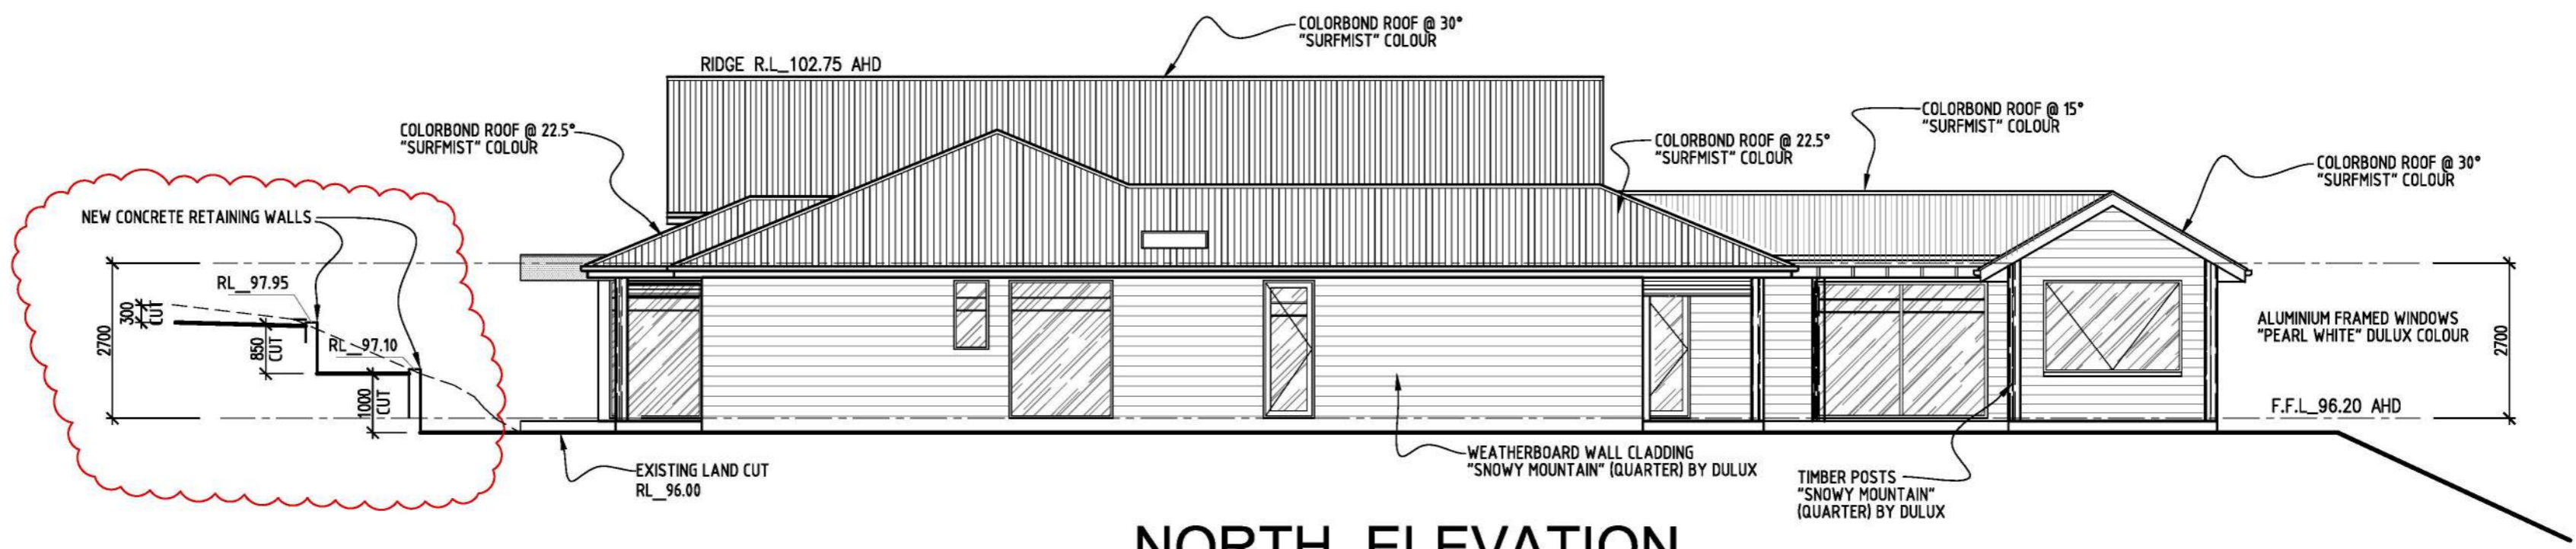 COLORBOND ROOF @ 30°
"SURFMIST" COLOUR
RIDGE R.L_102.75 AHD
COLORBOND ROOF @ 22.5°
"SURFMIST" COLOUR
COLORBOND ROOF @ 22.5°
"SURFMIST" COLOUR
COLORBOND ROOF @ 15°
"SURFMIST" COLOUR
COLORBOND ROOF @ 30°
"SURFMIST" COLOUR
NEW CONCRETE RETAINING WALLS
RL_97.95
300
CUT
2700
850
CUT
RL_97.10
1000
CUT
ALUMINIUM FRAMED WINDOWS
"PEARL WHITE" DULUX COLOUR
2700
F.F.L_96.20 AHD
EXISTING LAND CUT
RL_96.00
WEATHERBOARD WALL CLADDING
"SNOWY MOUNTAIN" (QUARTER) BY DULUX
TIMBER POSTS
"SNOWY MOUNTAIN"
(QUARTER) BY DULUX
NORTH ELEVATION